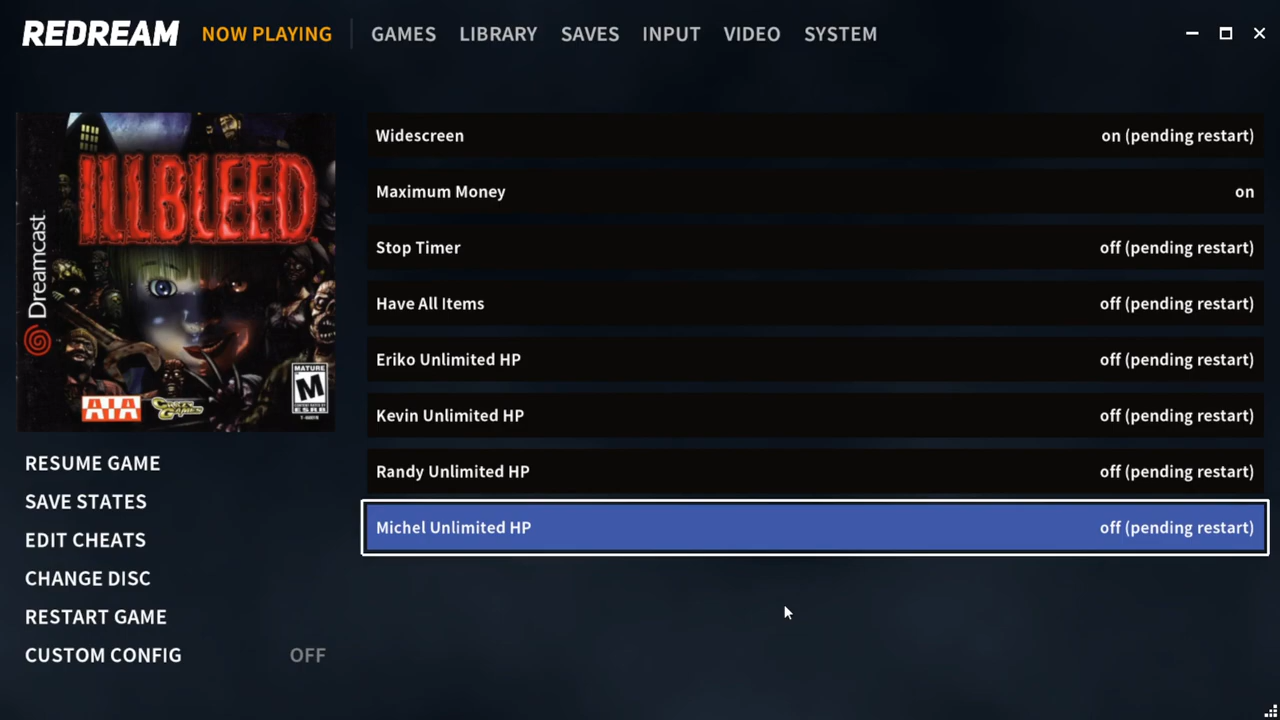 REDREAM NOW PLAYING GAMES LIBRARY SAVES INPUT VIDEO SYSTEM
ILLBLEED
Dreamcast
MATURE
M
ESRB
AIA
Crazy Games
Widescreen on (pending restart)
Maximum Money on
Stop Timer off (pending restart)
Have All Items off (pending restart)
Eriko Unlimited HP off (pending restart)
Kevin Unlimited HP off (pending restart)
Randy Unlimited HP off (pending restart)
Michel Unlimited HP off (pending restart)
RESUME GAME
SAVE STATES
EDIT CHEATS
CHANGE DISC
RESTART GAME
CUSTOM CONFIG OFF